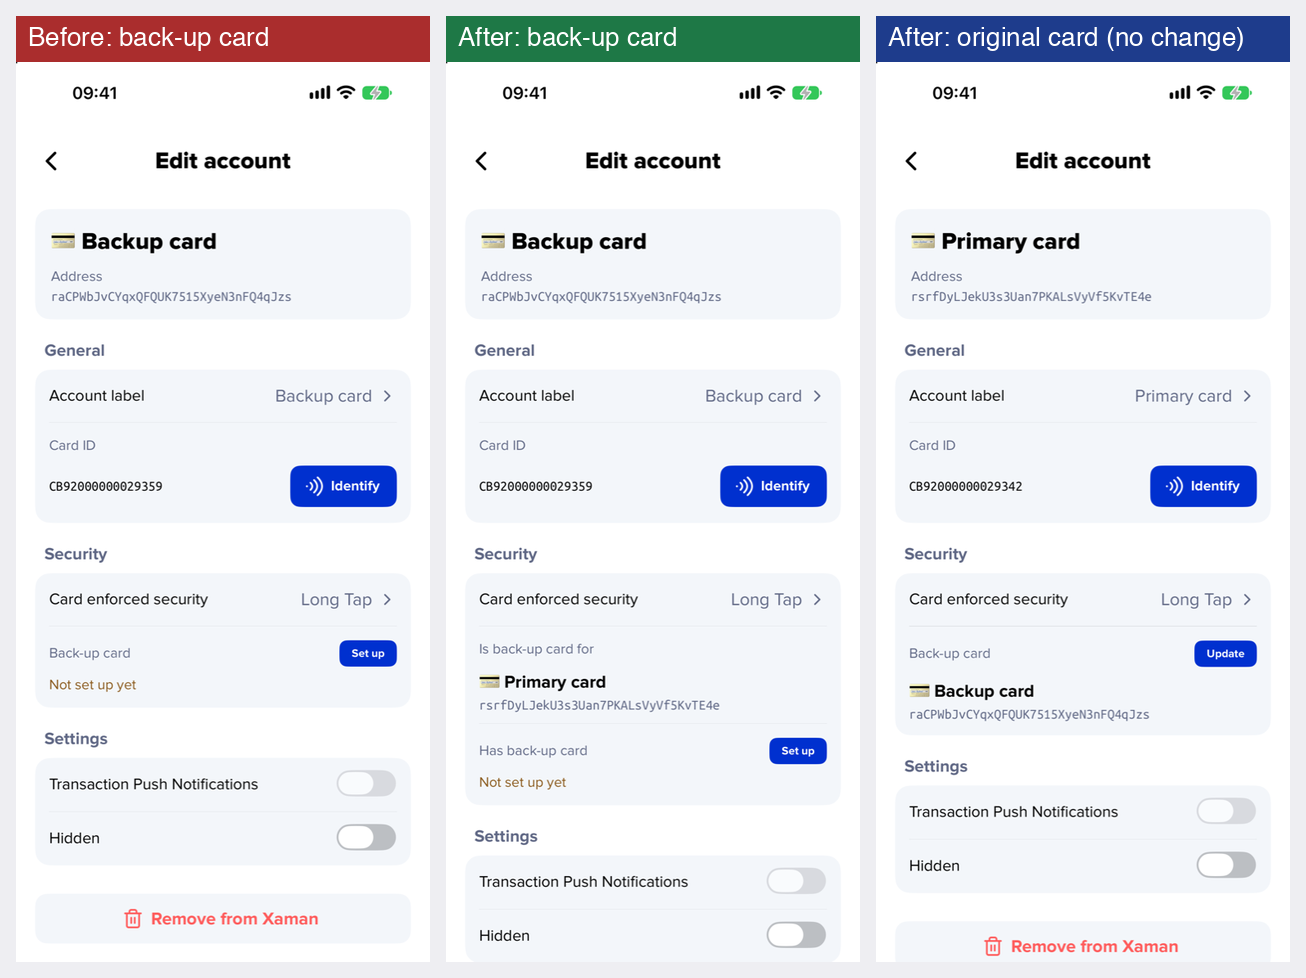 Before: back-up card
09:41
Edit account
Backup card
Address
raCPWbJvCYqxQFQUK7515XyeN3nFQ4qJzs
General
Account label Backup card
Card ID
CB92000000029359 Identify
Security
Card enforced security Long Tap
Back-up card Set up
Not set up yet
Settings
Transaction Push Notifications
Hidden
Remove from Xaman
After: back-up card
09:41
Edit account
Backup card
Address
raCPWbJvCYqxQFQUK7515XyeN3nFQ4qJzs
General
Account label Backup card
Card ID
CB92000000029359 Identify
Security
Card enforced security Long Tap
Is back-up card for
Primary card
rsrfDyLJekU3s3Uan7PKALsVyVf5KvTE4e
Has back-up card Set up
Not set up yet
Settings
Transaction Push Notifications
Hidden
After: original card (no change)
09:41
Edit account
Primary card
Address
rsrfDyLJekU3s3Uan7PKALsVyVf5KvTE4e
General
Account label Primary card
Card ID
CB92000000029342 Identify
Security
Card enforced security Long Tap
Back-up card Update
Backup card
raCPWbJvCYqxQFQUK7515XyeN3nFQ4qJzs
Settings
Transaction Push Notifications
Hidden
Remove from Xaman